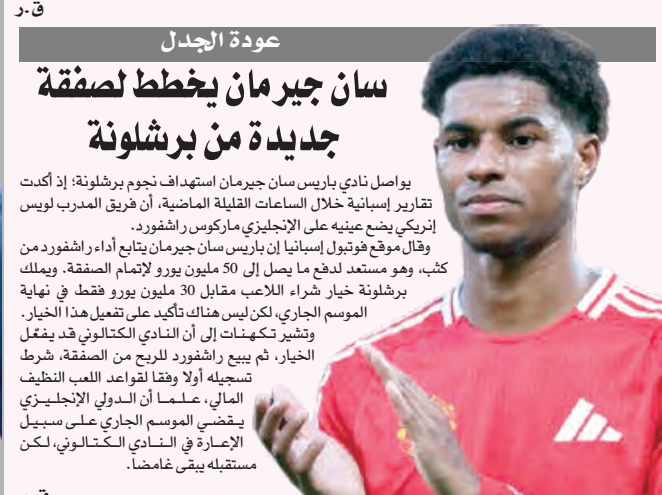 ق.ر
عودة الجدل
سان جيرمان يخطط لصفقة
جديدة من برشلونة
يواصل نادي باريس سان جيرمان استهداف نجوم برشلونة؛ إذ أكدت
تقارير إسبانية خلال الساعات القليلة الماضية، أن فريق المدرب لويس
إنريكي يضع عينيه على الإنجليزي ماركوس راشفورد.
وقال موقع فوتبول إسبانيا إن باريس سان جيرمان يتابع أداء راشفورد من
كثب، وهو مستعد لدفع ما يصل إلى 50 مليون يورو لإتمام الصفقة. ويملك
برشلونة خيار شراء اللاعب مقابل 30 مليون يورو فقط في نهاية
الموسم الجاري، لكن ليس هناك تأكيد على تفعيل هذا الخيار.
وتشير تكهنات إلى أن النادي الكتالوني قد يفعّل
الخيار، ثم يبيع راشفورد للربح من الصفقة، شرط
تسجيله أولا وفقا لقواعد اللعب النظيف
المالي، علما أن الدولي الإنجليزي
يقضي الموسم الجاري على سبيل
الإعارة في النادي الكتالوني، لكن
مستقبله يبقى غامضا.